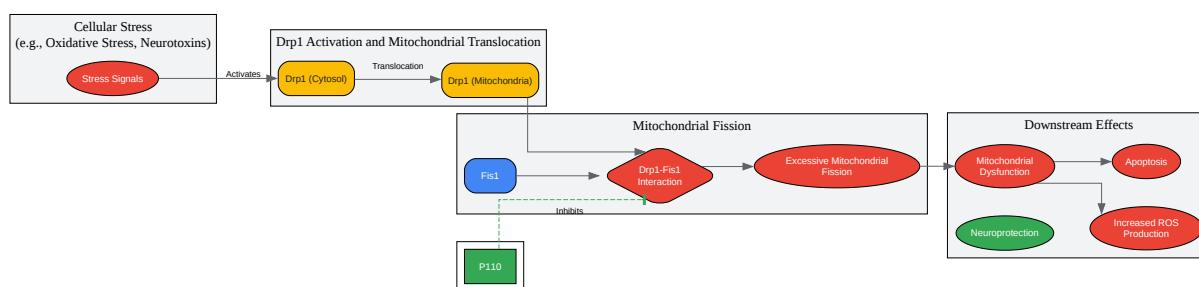 Cellular Stress
(e.g., Oxidative Stress, Neurotoxins)
Stress Signals
Activates
Drp1 Activation and Mitochondrial Translocation
Drp1 (Cytosol)
Translocation
Drp1 (Mitochondria)
Mitochondrial Fission
Fis1
Drp1-Fis1
Interaction
Excessive Mitochondrial
Fission
Inhibits
P110
Downstream Effects
Mitochondrial
Dysfunction
Apoptosis
Neuroprotection
Increased ROS
Production